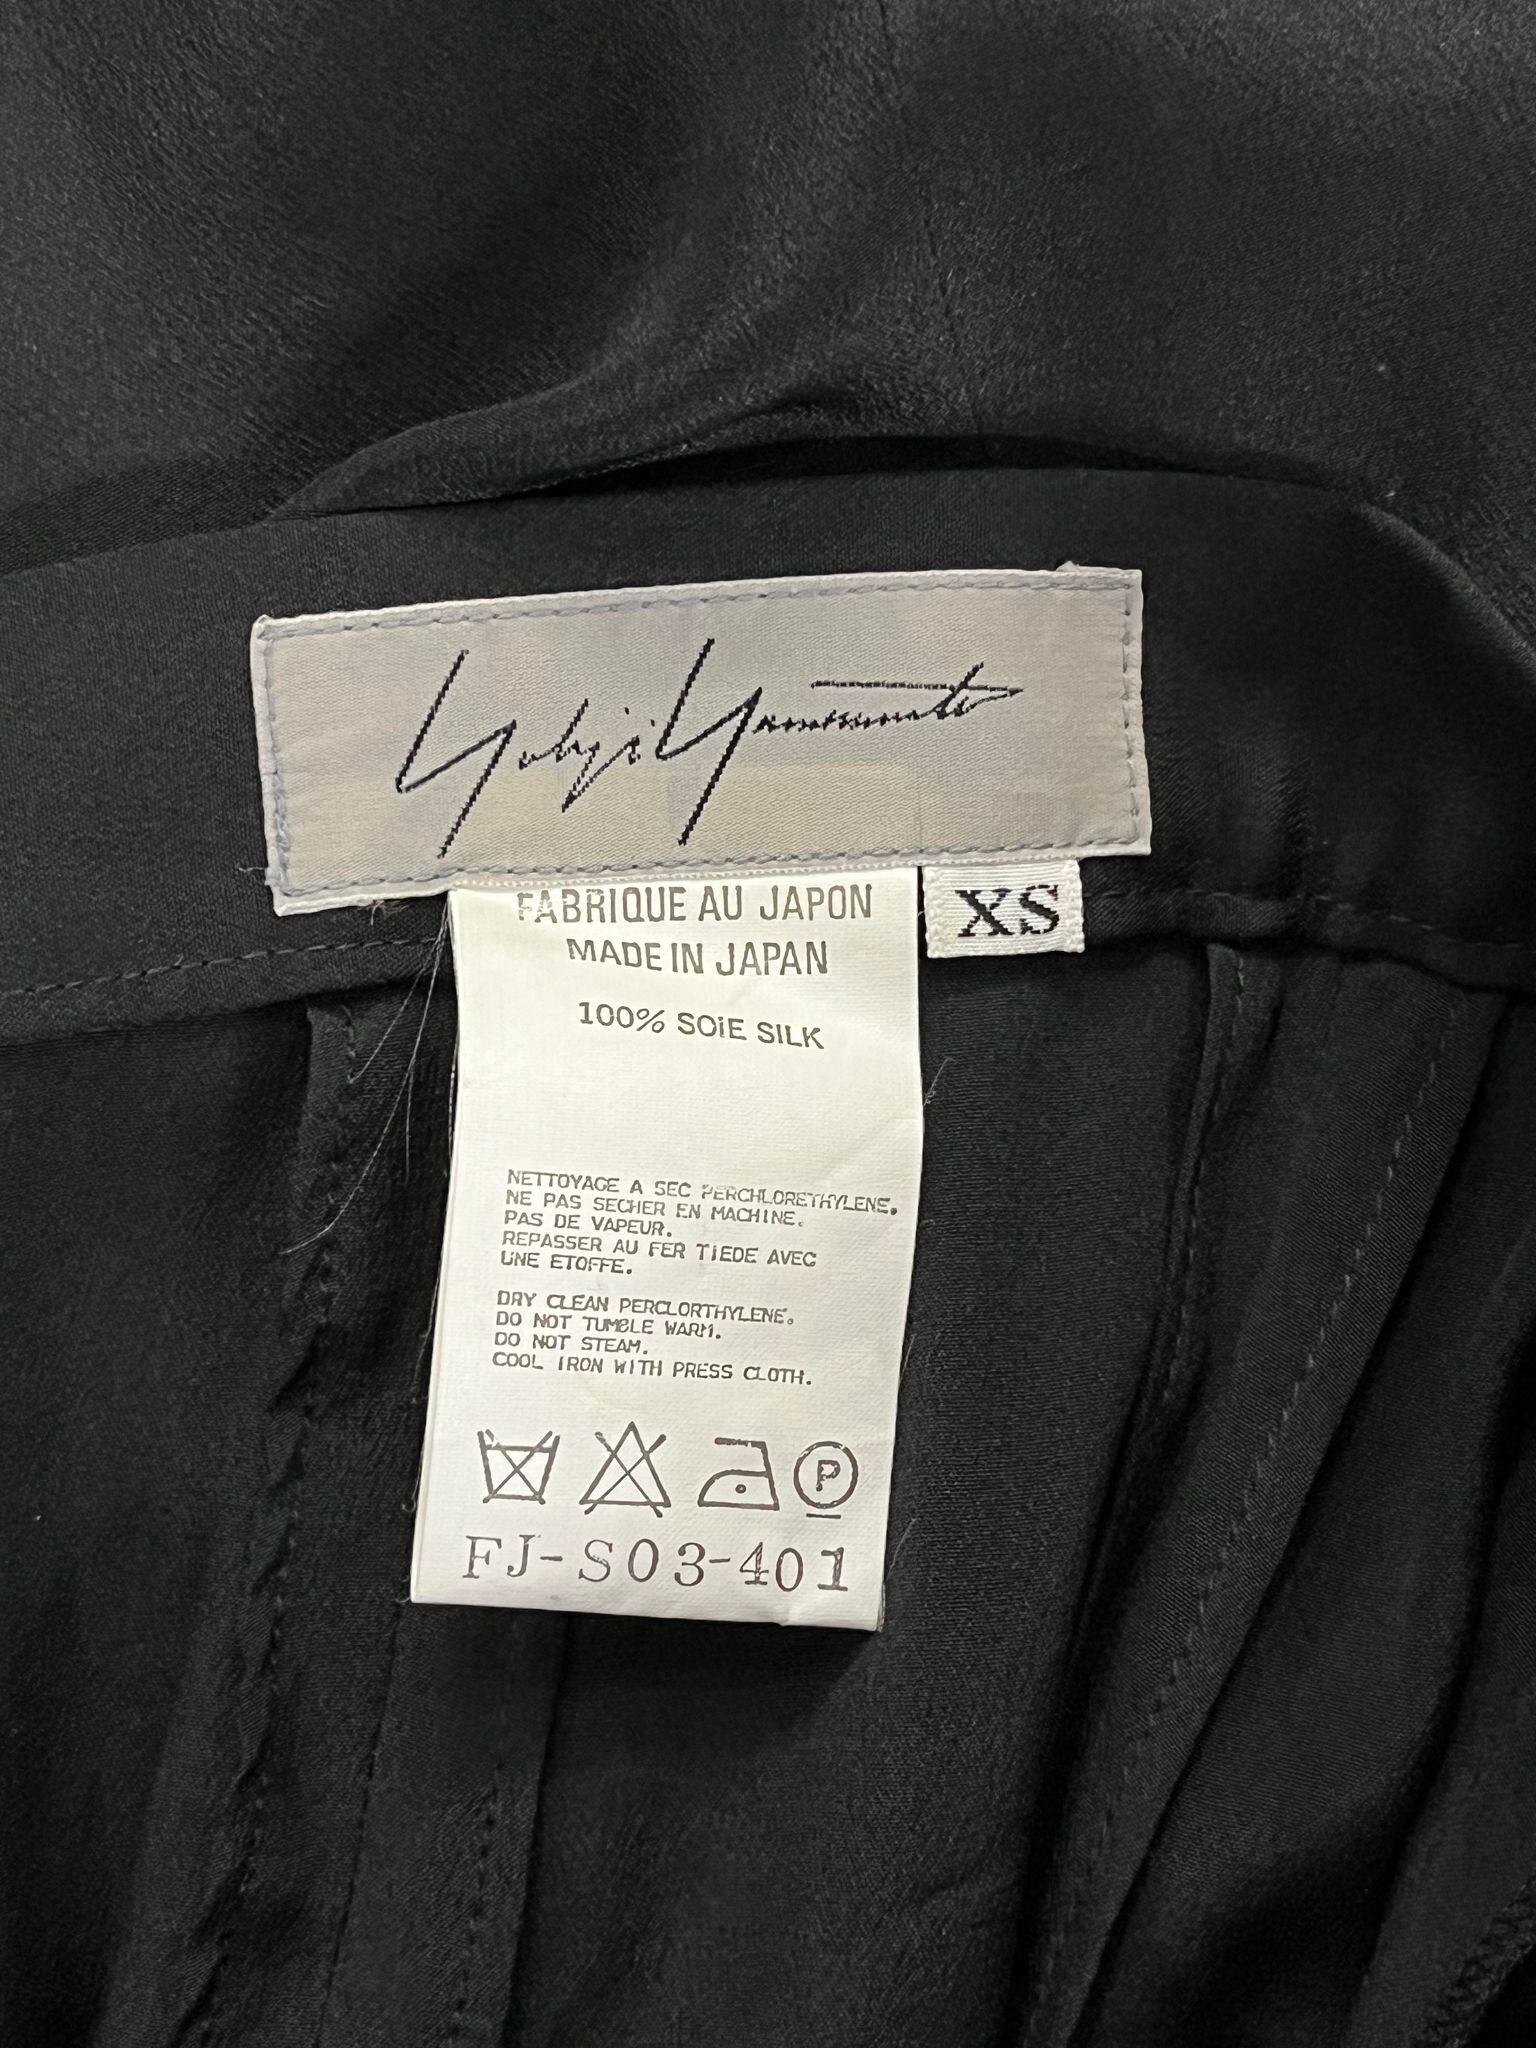 Yohji Yamamoto
XS
FABRIQUE AU JAPON
MADE IN JAPAN
100% SOiE SILK
NETTOYAGE A SEC PERCHLORETHYLENE.
NE PAS SECHER EN MACHINE.
PAS DE VAPEUR.
REPASSER AU FER TIEDE AVEC
UNE ETOFFE.
DRY CLEAN PERCLORTHYLENE.
DO NOT TUMBLE WARM.
DO NOT STEAM.
COOL IRON WITH PRESS CLOTH.
P
FJ-S03-401